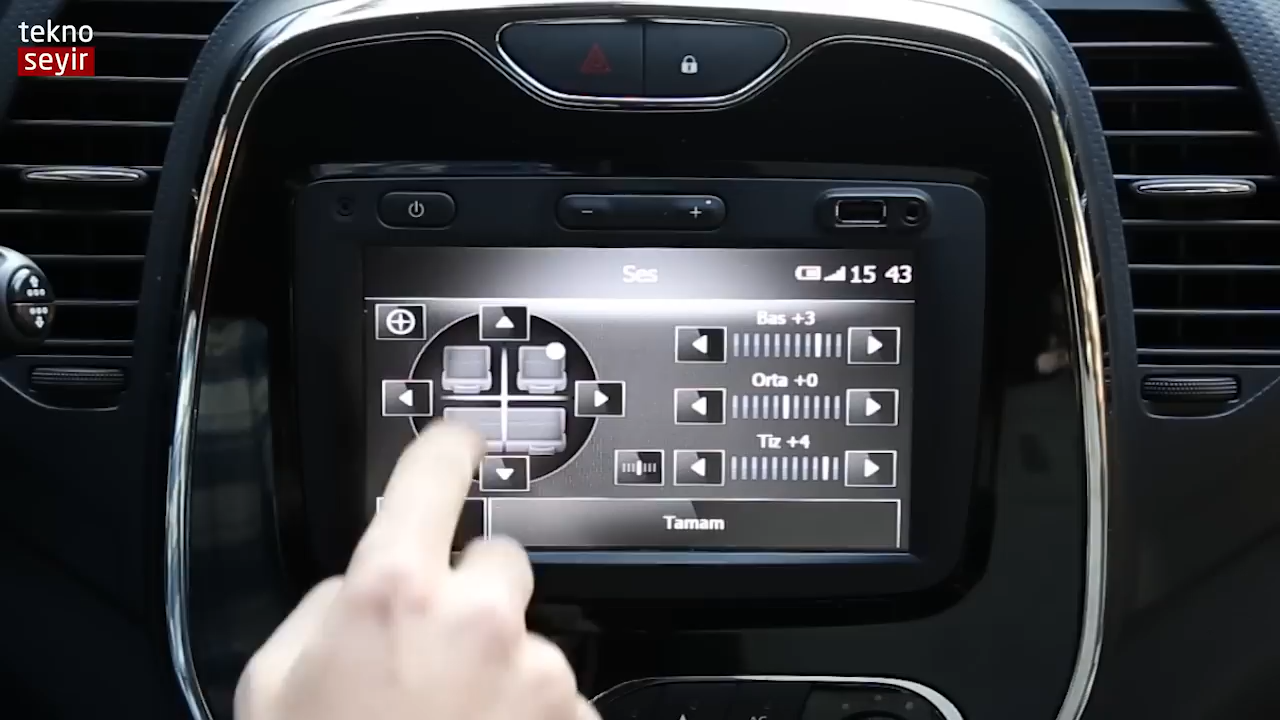 tekno
seyir
Ses
15 43
Bas +3
Orta +0
Tiz +4
Tamam